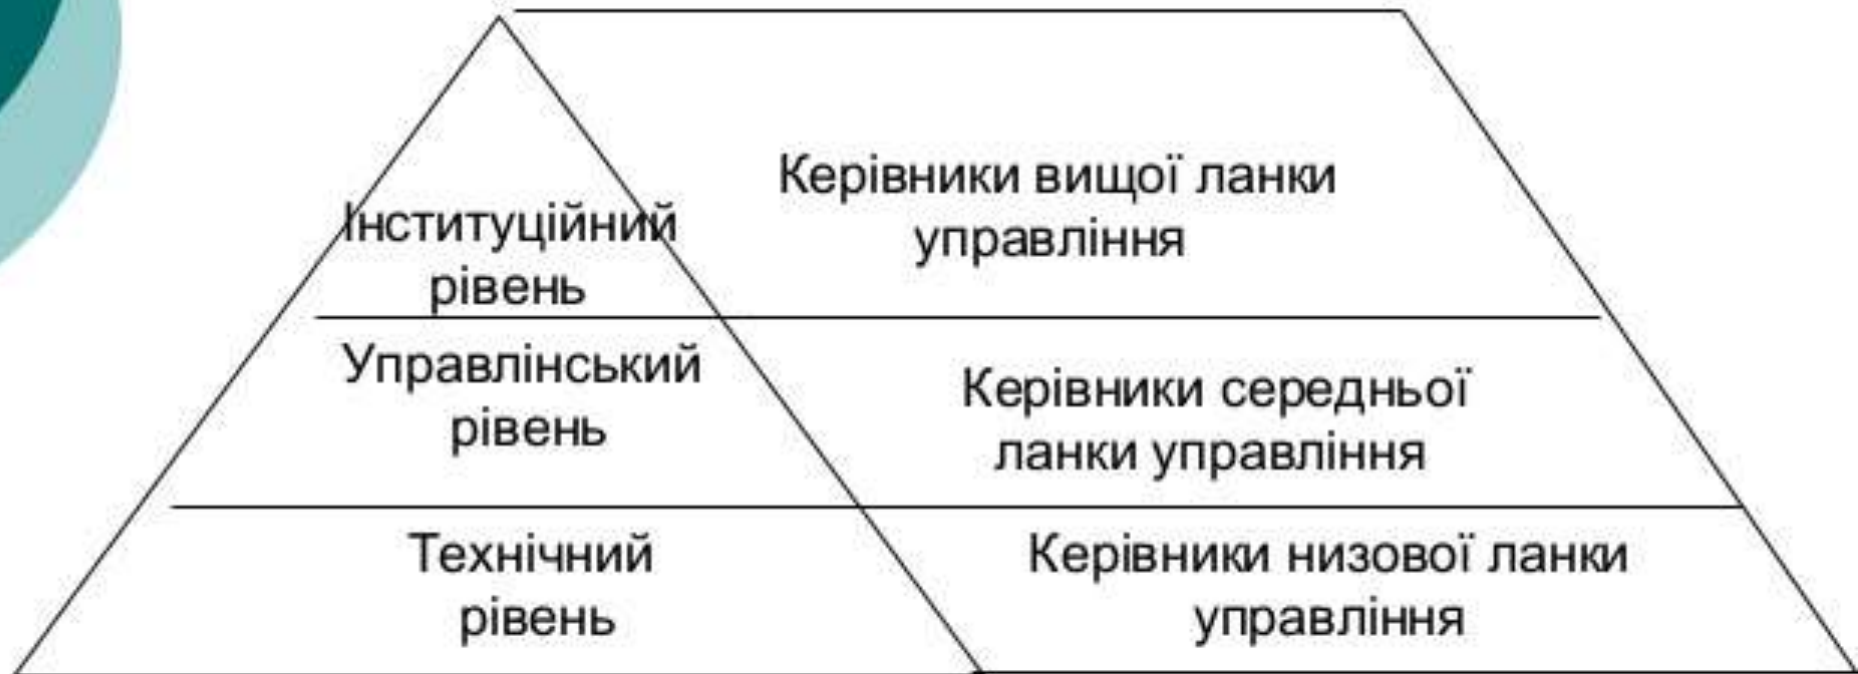 Інституційний
рівень
Керівники вищої ланки
управління
Управлінський
рівень
Керівники середньої
ланки управління
Технічний
рівень
Керівники низової ланки
управління